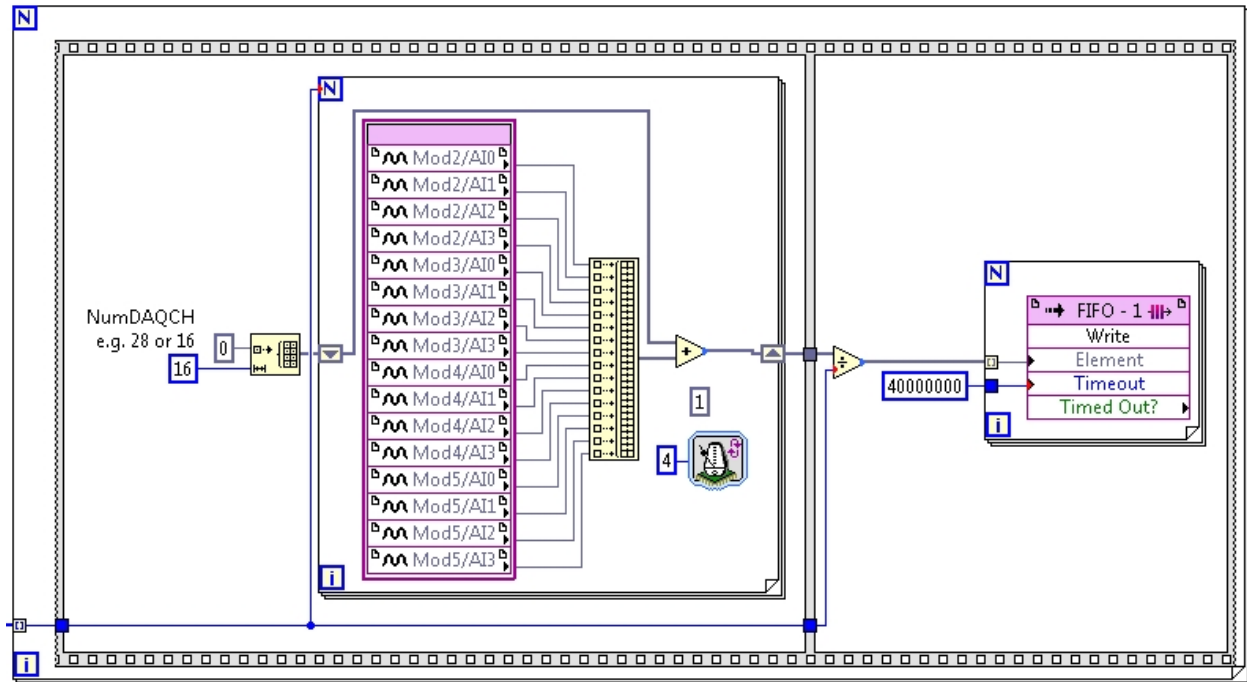 N
N
Mod2/AI0
Mod2/AI1
Mod2/AI2
Mod2/AI3
Mod3/AI0
Mod3/AI1
Mod3/AI2
Mod3/AI3
Mod4/AI0
Mod4/AI1
Mod4/AI2
Mod4/AI3
Mod5/AI0
Mod5/AI1
Mod5/AI2
Mod5/AI3
NumDAQCH
e.g. 28 or 16
0
16
+
1
4
i
÷
40000000
N
FIFO - 1
Write
Element
Timeout
Timed Out?
i
i